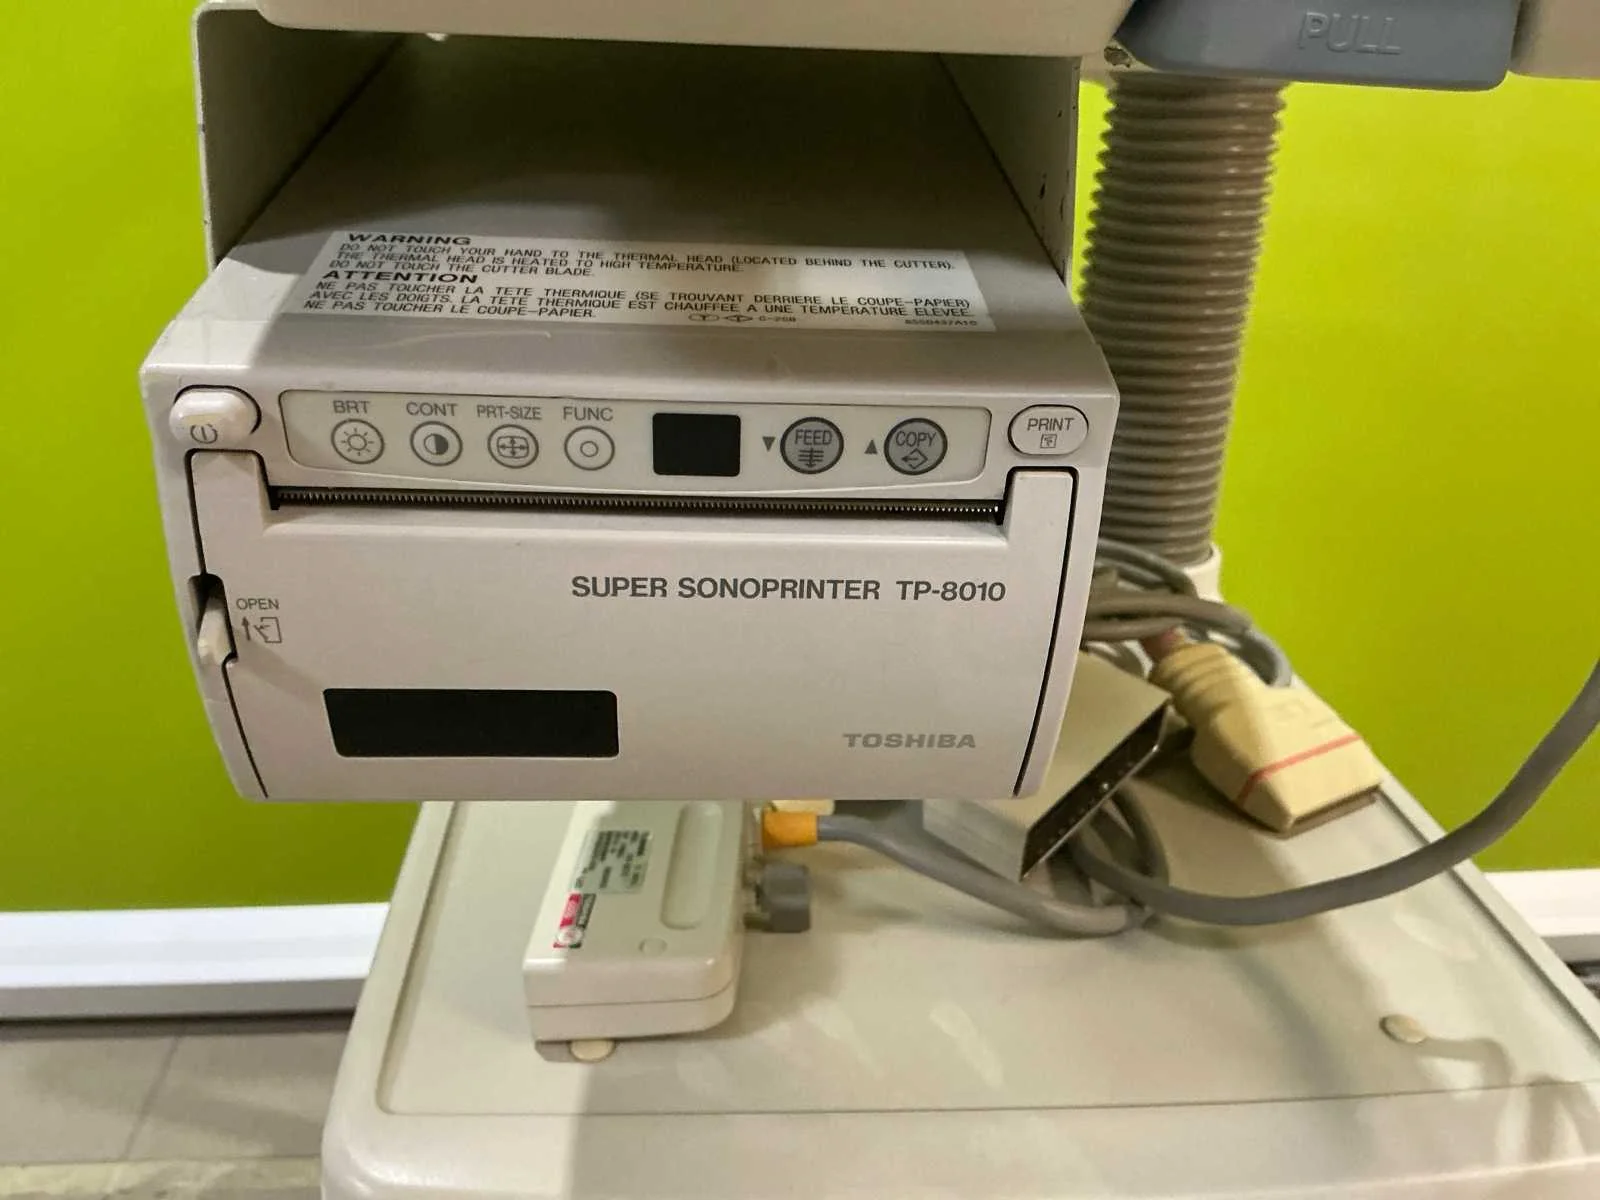 PULL
WARNING
DO NOT TOUCH YOUR HAND TO THE THERMAL HEAD (LOCATED BEHIND THE CUTTER).
THE THERMAL HEAD IS HEATED TO HIGH TEMPERATURE.
DO NOT TOUCH THE CUTTER BLADE.
ATTENTION
NE PAS TOUCHER LA TETE THERMIQUE (SE TROUVANT DERRIERE LE COUPE-PAPIER)
AVEC LES DOIGTS. LA TETE THERMIQUE EST CHAUFFEE A UNE TEMPERATURE ELEVEE.
NE PAS TOUCHER LE COUPE-PAPIER.
BRT CONT PRT-SIZE FUNC
FEED COPY PRINT
SUPER SONOPRINTER TP-8010
OPEN
TOSHIBA